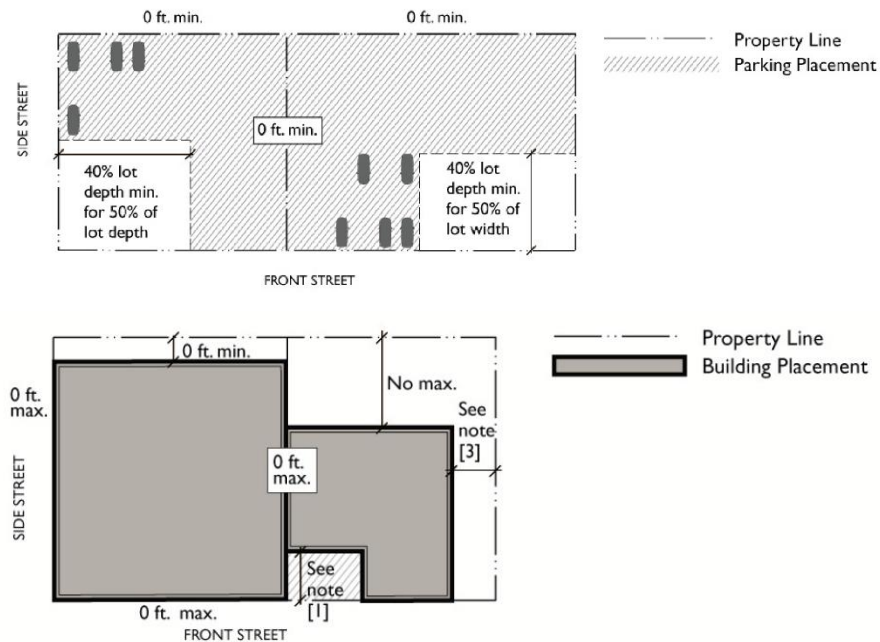 0 ft. min.
0 ft. min.
Property Line
Parking Placement
SIDE STREET
0 ft. min.
40% lot
depth min.
for 50% of
lot depth
40% lot
depth min.
for 50% of
lot width
FRONT STREET
Property Line
Building Placement
0 ft. min.
0 ft.
max.
No max.
See
note
[3]
SIDE STREET
0 ft.
max.
See
note
[1]
0 ft. max.
FRONT STREET